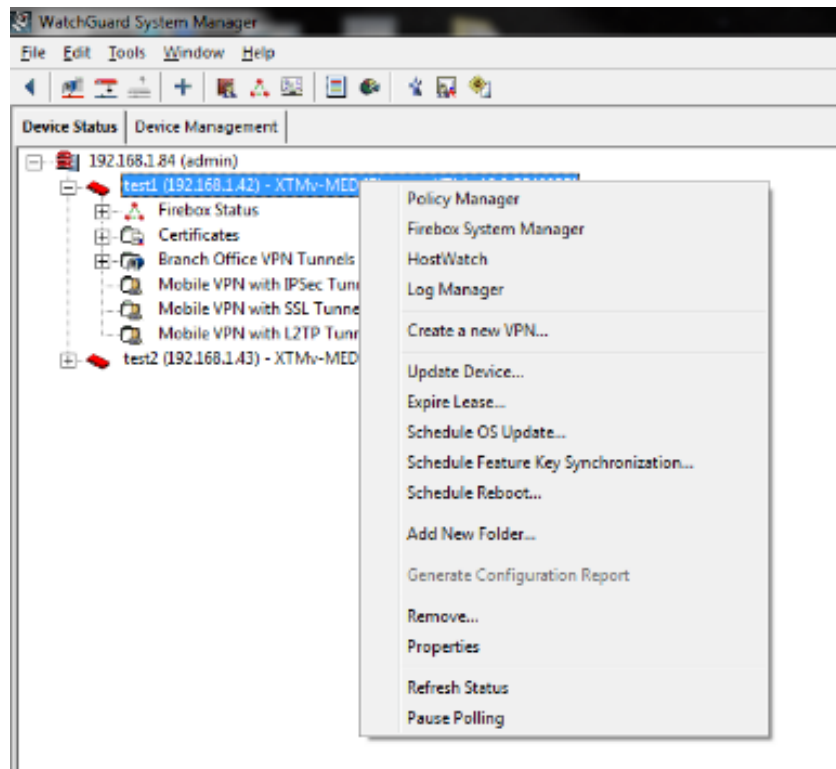 WatchGuard System Manager
File Edit Tools Window Help
Device Status Device Management
192.168.1.84 (admin)
test1 (192.168.1.42) - XTMv-MED
Firebox Status
Certificates
Branch Office VPN Tunnels
Mobile VPN with IPSec Tunn
Mobile VPN with SSL Tunne
Mobile VPN with L2TP Tunn
test2 (192.168.1.43) - XTMv-MED
Policy Manager
Firebox System Manager
HostWatch
Log Manager
Create a new VPN...
Update Device...
Expire Lease...
Schedule OS Update...
Schedule Feature Key Synchronization...
Schedule Reboot...
Add New Folder...
Generate Configuration Report
Remove...
Properties
Refresh Status
Pause Polling